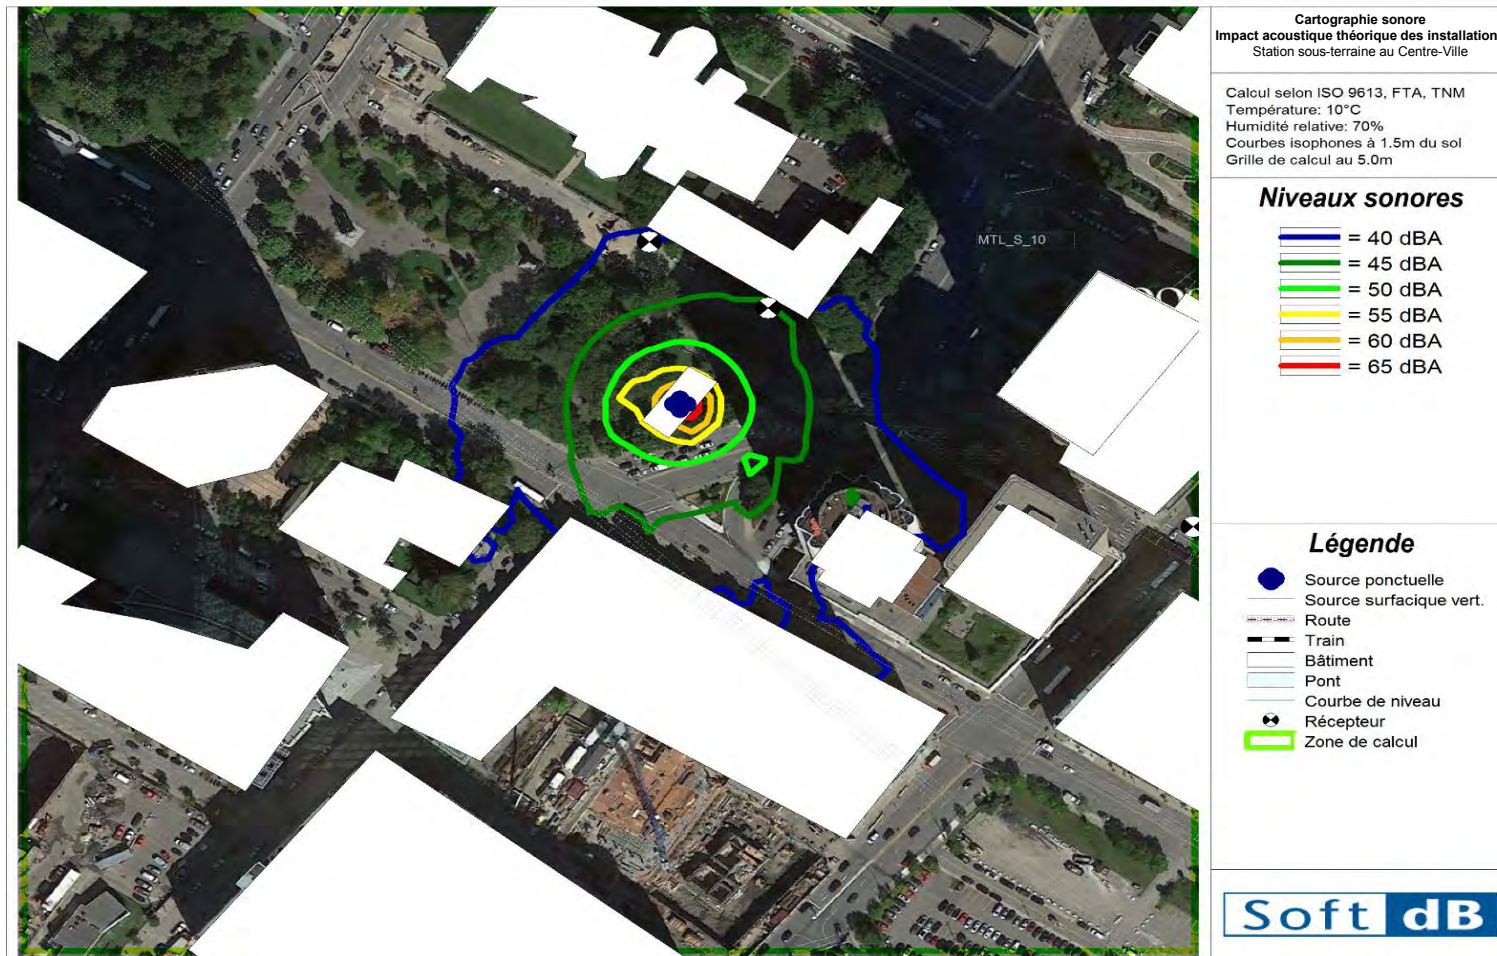 Cartographie sonore
Impact acoustique théorique des installation
Station sous-terraine au Centre-Ville
Calcul selon ISO 9613, FTA, TNM
Température: 10°C
Humidité relative: 70%
Courbes isophones à 1.5m du sol
Grille de calcul au 5.0m
Niveaux sonores
= 40 dBA
= 45 dBA
= 50 dBA
= 55 dBA
= 60 dBA
= 65 dBA
MTL_S_10
Légende
Source ponctuelle
Source surfacique vert.
Route
Train
Bâtiment
Pont
Courbe de niveau
Récepteur
Zone de calcul
Soft dB